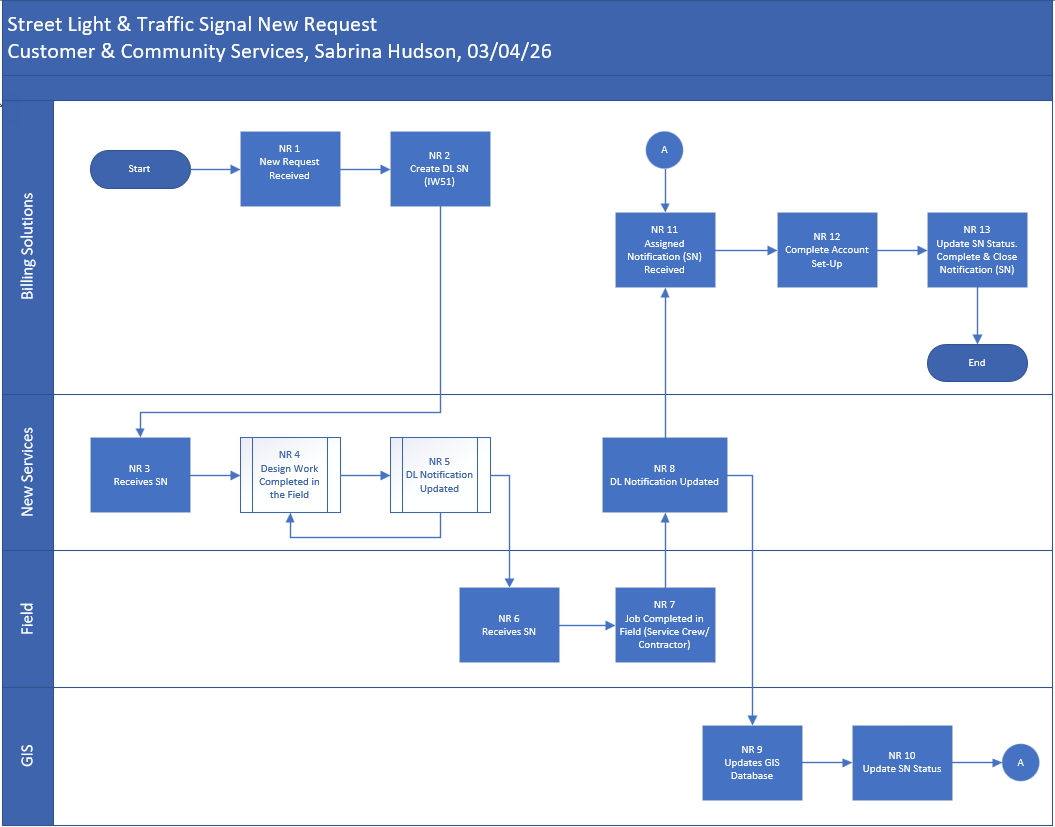 Street Light & Traffic Signal New Request
Customer & Community Services, Sabrina Hudson, 03/04/26
Billing Solutions
Start
NR 1
New Request
Received
NR 2
Create DL SN
(IW51)
A
NR 11
Assigned
Notification (SN)
Received
NR 12
Complete Account
Set-Up
NR 13
Update SN Status.
Complete & Close
Notification (SN)
End
New Services
NR 3
Receives SN
NR 4
Design Work
Completed in
the Field
NR 5
DL Notification
Updated
NR 8
DL Notification Updated
Field
NR 6
Receives SN
NR 7
Job Completed in
Field (Service Crew/
Contractor)
GIS
NR 9
Updates GIS
Database
NR 10
Update SN Status
A